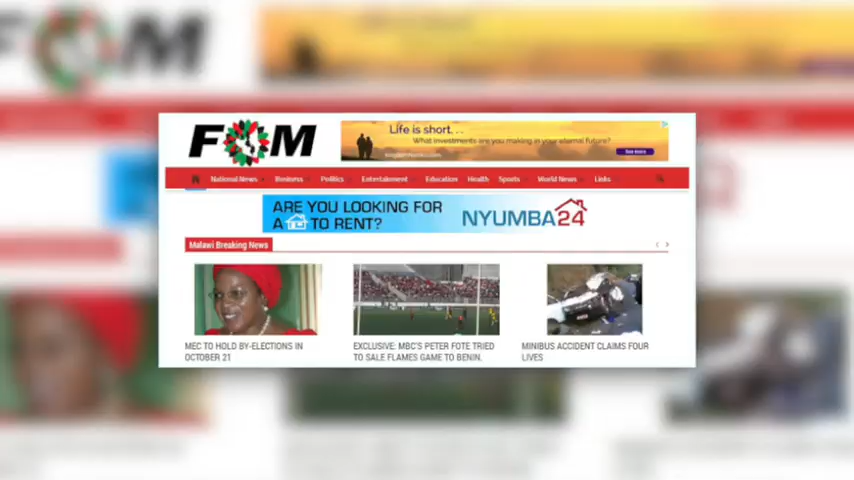 FOM
Life is short, . .
What investments are you making in your eternal future?
See more
National News
Business
Politics
Entertainment
Education
Health
Sports
World News
Links
ARE YOU LOOKING FOR
A TO RENT?
NYUMBA24
Malawi Breaking News
MEC TO HOLD BY-ELECTIONS IN
OCTOBER 21
EXCLUSIVE: MBC'S PETER FOTE TRIED
TO SALE FLAMES GAME TO BENIN.
MINIBUS ACCIDENT CLAIMS FOUR
LIVES